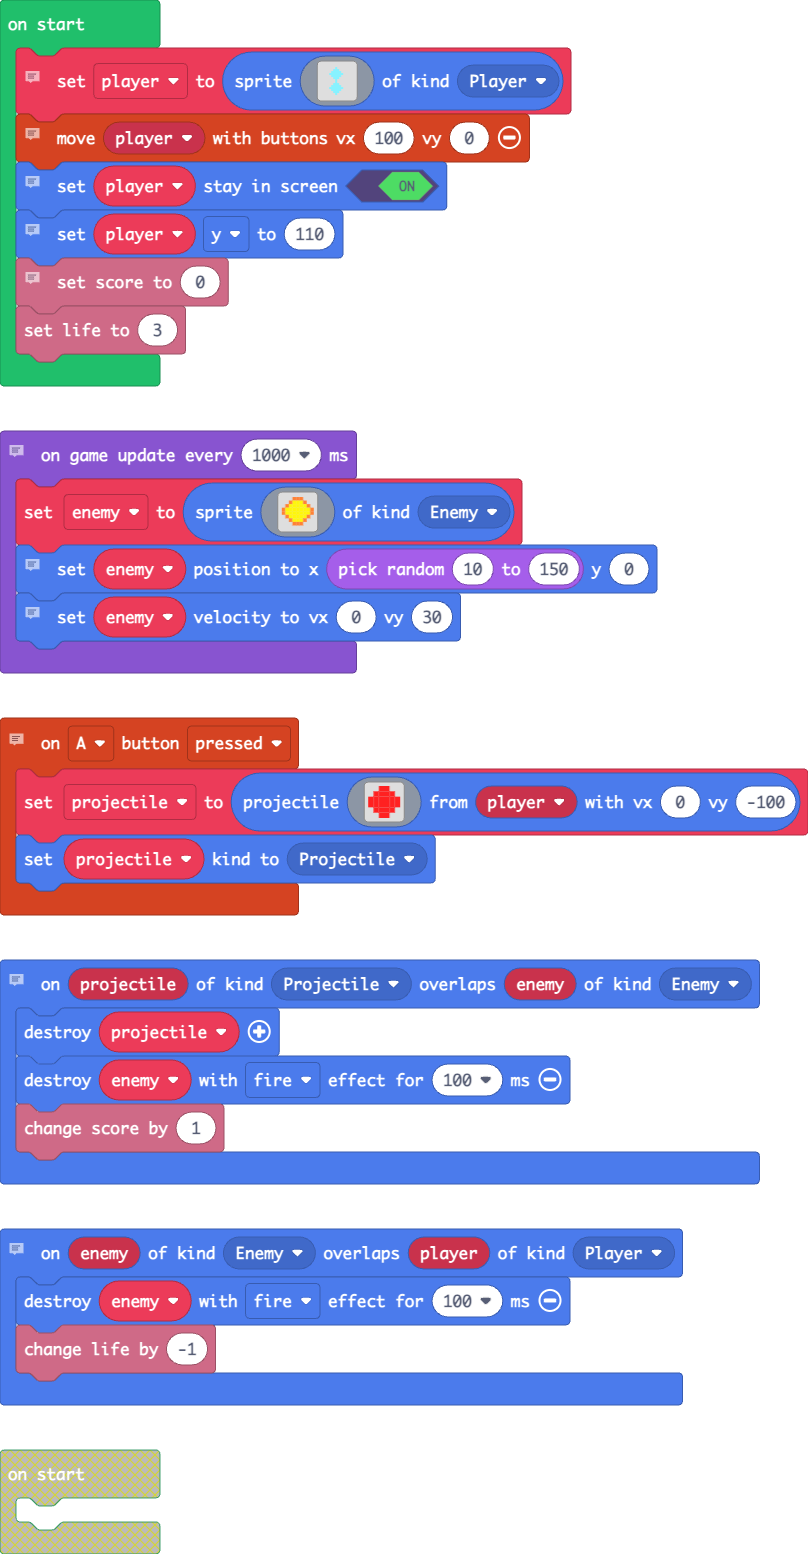 on start
set player to sprite of kind Player
move player with buttons vx 100 vy 0
set player stay in screen ON
set player y to 110
set score to 0
set life to 3
on game update every 1000 ms
set enemy to sprite of kind Enemy
set enemy position to x pick random 10 to 150 y 0
set enemy velocity to vx 0 vy 30
on A button pressed
set projectile to projectile from player with vx 0 vy -100
set projectile kind to Projectile
on projectile of kind Projectile overlaps enemy of kind Enemy
destroy projectile
destroy enemy with fire effect for 100 ms
change score by 1
on enemy of kind Enemy overlaps player of kind Player
destroy enemy with fire effect for 100 ms
change life by -1
on start